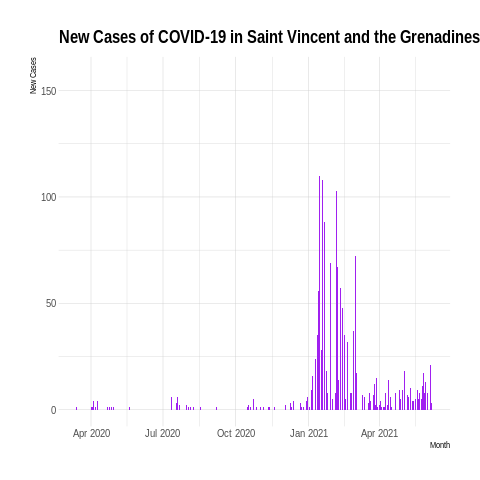 New Cases of COVID-19 in Saint Vincent and the Grenadines
New Cases
150
100
50
0
Apr 2020 Jul 2020 Oct 2020 Jan 2021 Apr 2021
Month